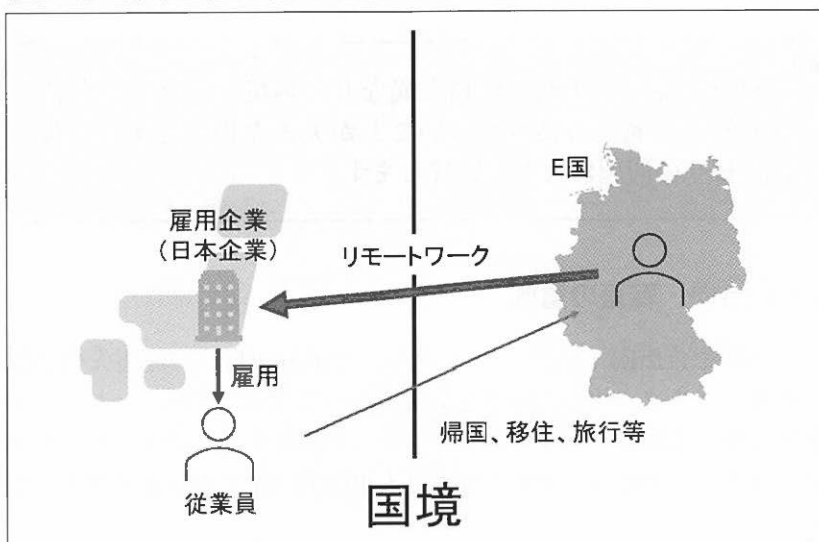 E国
雇用企業
(日本企業)
リモートワーク
雇用
帰国、移住、旅行等
従業員
国境